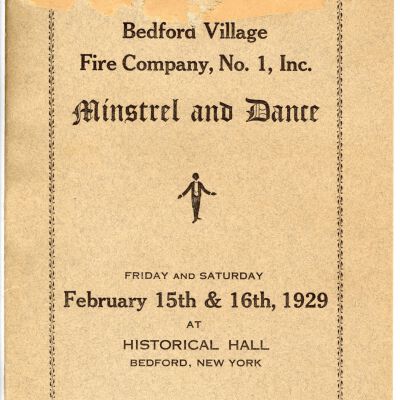 Bedford Village
Fire Company, No. 1, Inc.
Minstrel and Dance
FRIDAY AND SATURDAY
February 15th & 16th, 1929
AT
HISTORICAL HALL
BEDFORD, NEW YORK